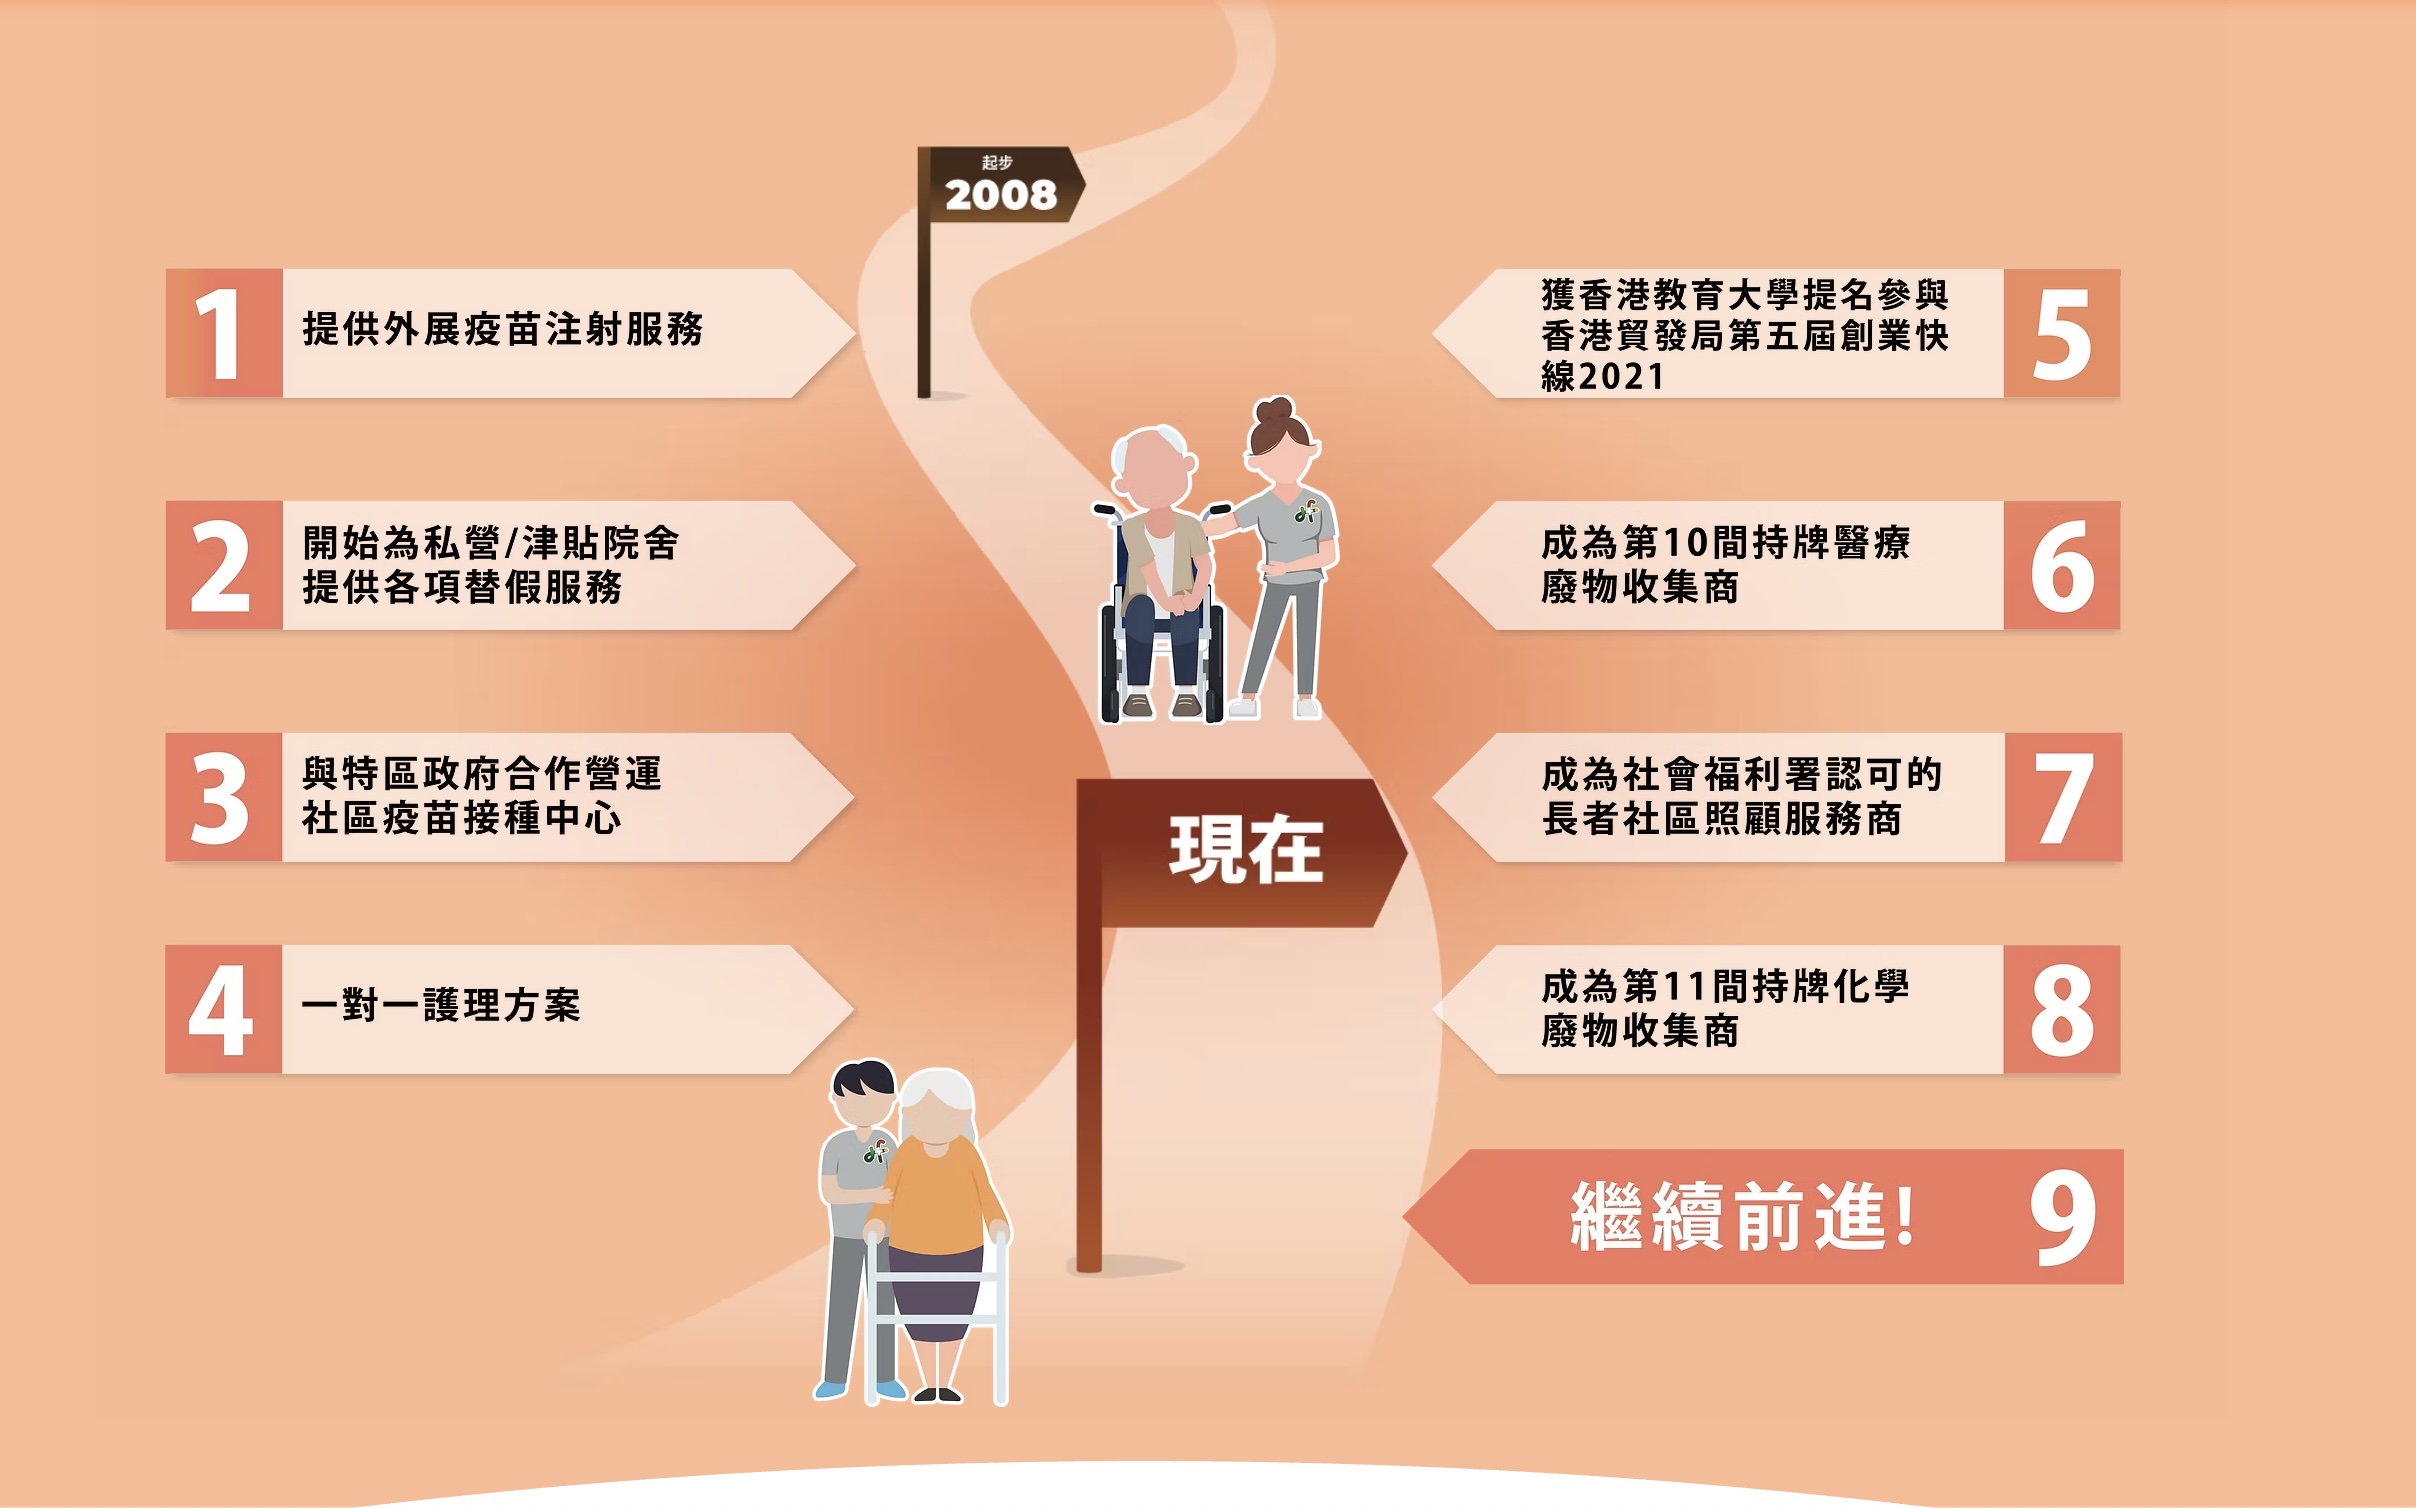 起步
2008
1
提供外展疫苗注射服務
2
開始為私營/津貼院舍
提供各項替假服務
3
與特區政府合作營運
社區疫苗接種中心
4
一對一護理方案
現在
5
獲香港教育大學提名參與
香港貿發局第五屆創業快
線2021
6
成為第10間持牌醫療
廢物收集商
7
成為社會福利署認可的
長者社區照顧服務商
8
成為第11間持牌化學
廢物收集商
9
繼續前進!